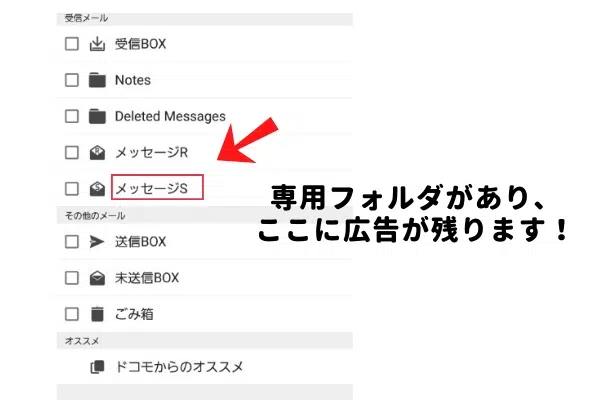 受信メール
受信BOX
Notes
Deleted Messages
メッセージR
メッセージS
専用フォルダがあり、
ここに広告が残ります！
その他のメール
送信BOX
未送信BOX
ごみ箱
オススメ
ドコモからのオススメ